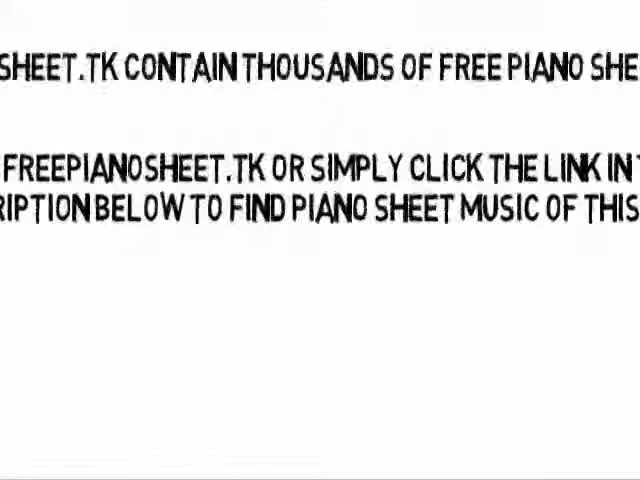 SHEET.TK CONTAIN THOUSANDS OF FREE PIANO SHE
FREEPIANOSHEET.TK OR SIMPLY CLICK THE LINK IN
RIPTION BELOW TO FIND PIANO SHEET MUSIC OF THIS